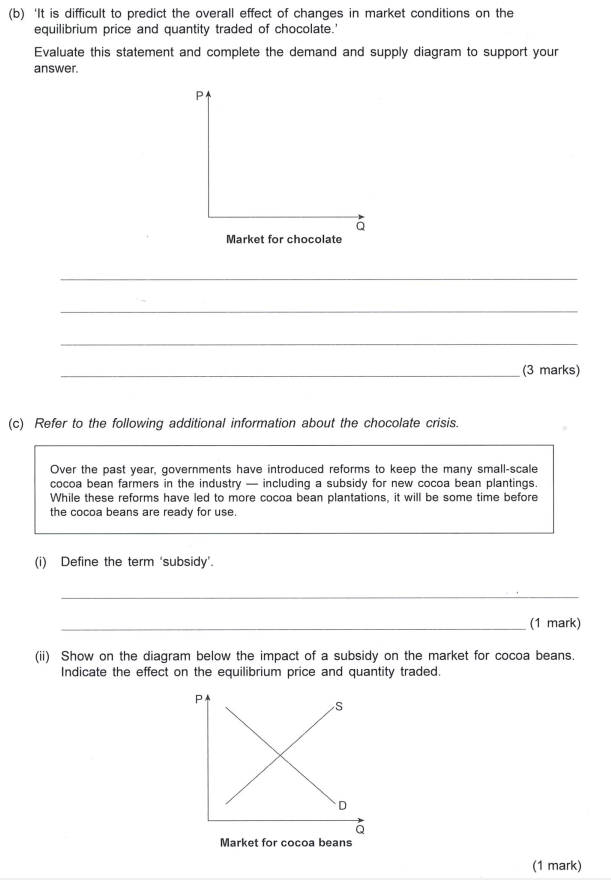 (b) 'It is difficult to predict the overall effect of changes in market conditions on the
equilibrium price and quantity traded of chocolate.'
Evaluate this statement and complete the demand and supply diagram to support your
answer.
P
Q
Market for chocolate
(3 marks)
(c) Refer to the following additional information about the chocolate crisis.
Over the past year, governments have introduced reforms to keep the many small-scale
cocoa bean farmers in the industry — including a subsidy for new cocoa bean plantings.
While these reforms have led to more cocoa bean plantations, it will be some time before
the cocoa beans are ready for use.
(i) Define the term 'subsidy'.
(1 mark)
(ii) Show on the diagram below the impact of a subsidy on the market for cocoa beans.
Indicate the effect on the equilibrium price and quantity traded.
P
S
D
Q
Market for cocoa beans
(1 mark)